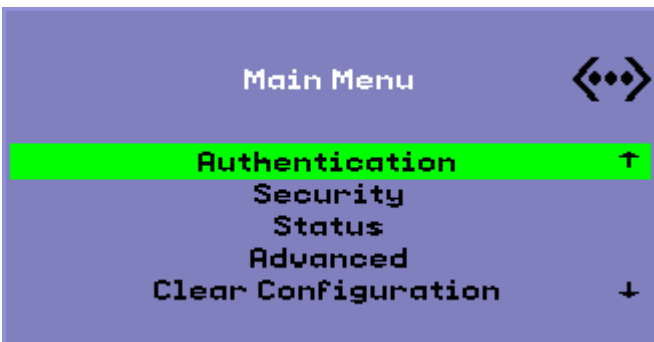 Main Menu
Authentication
Security
Status
Advanced
Clear Configuration